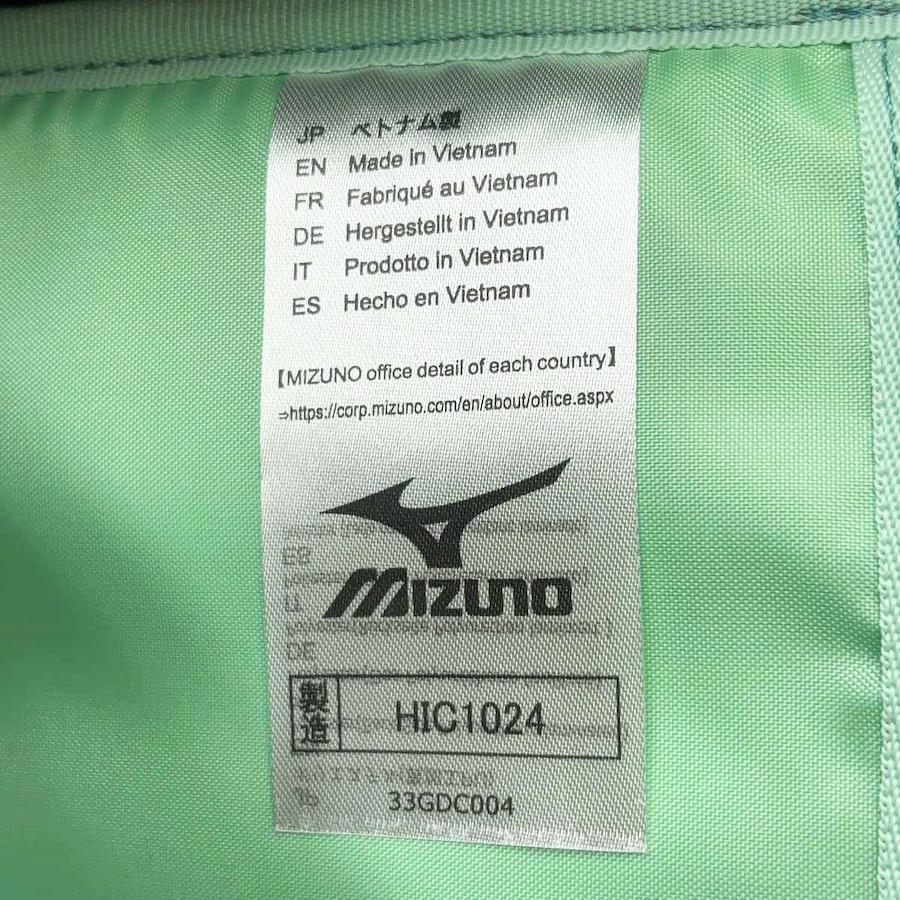 JP ベトナム製
EN Made in Vietnam
FR Fabriqué au Vietnam
DE Hergestellt in Vietnam
IT Prodotto in Vietnam
ES Hecho en Vietnam
【MIZUNO office detail of each country】
⇒https://corp.mizuno.com/en/about/office.aspx
MIZUNO
製造 HIC1024
33GDC004